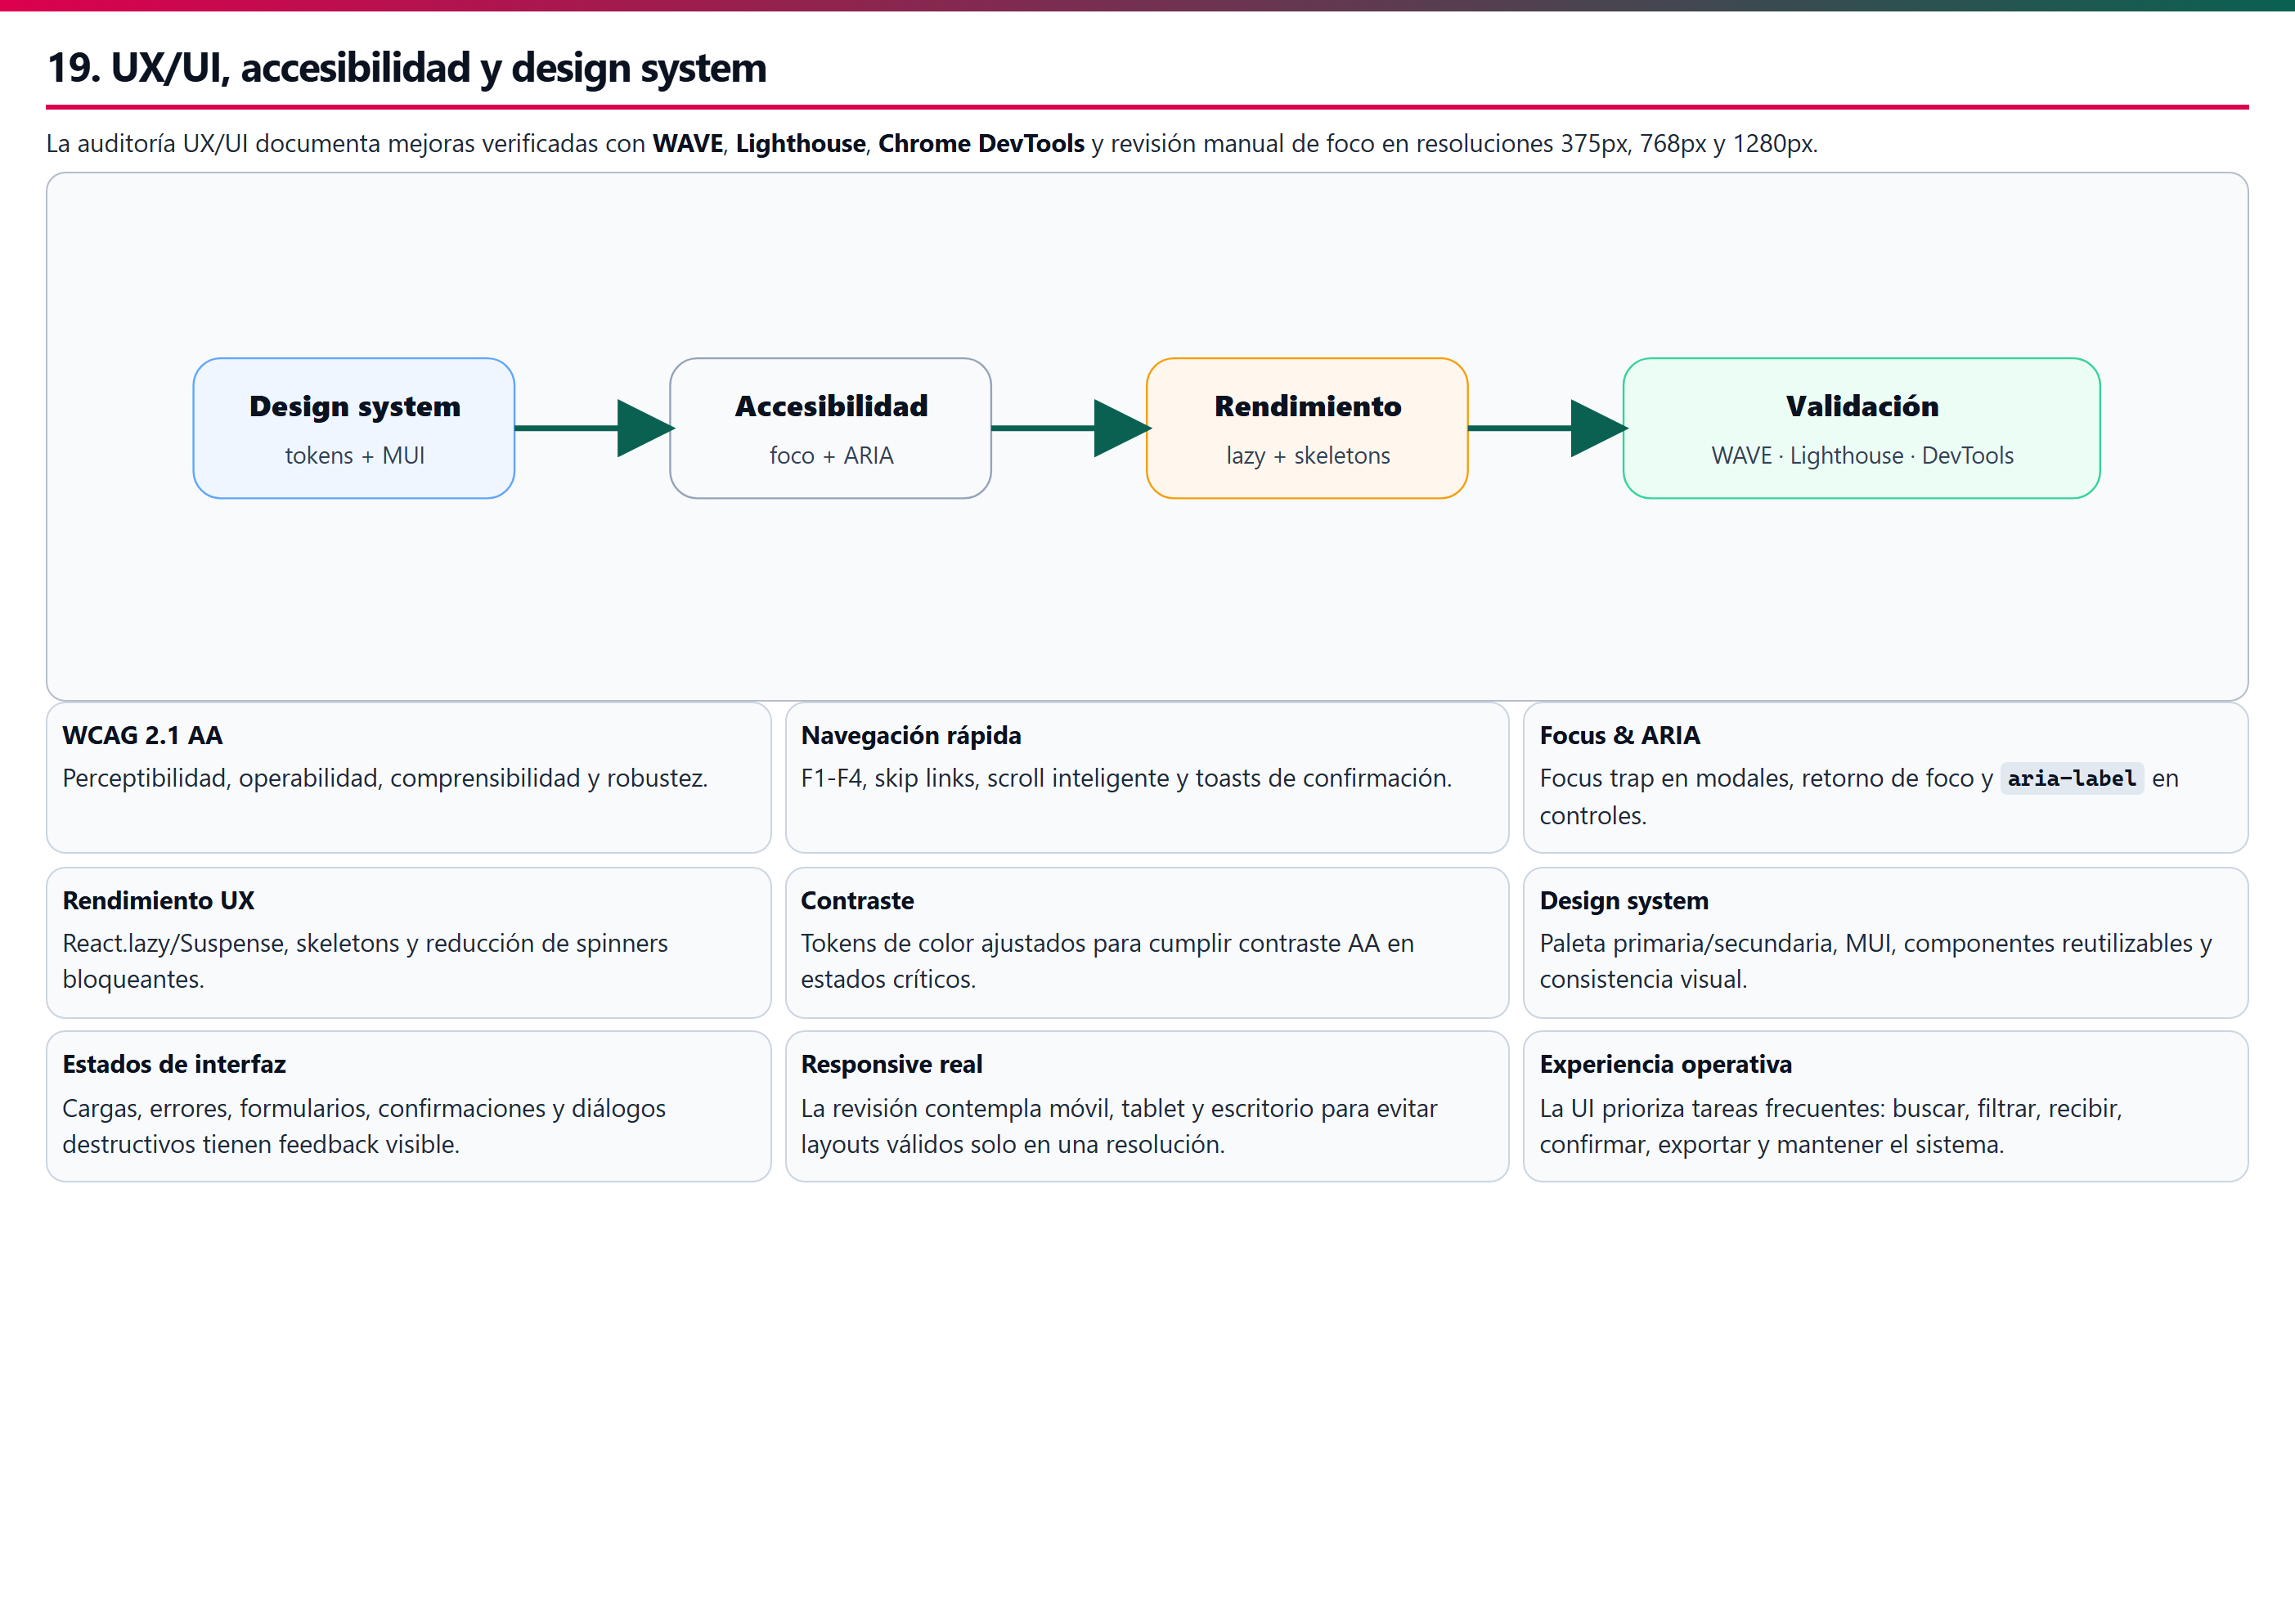 19. UX/UI, accesibilidad y design system
La auditoría UX/UI documenta mejoras verificadas con WAVE, Lighthouse, Chrome DevTools y revisión manual de foco en resoluciones 375px, 768px y 1280px.
Design system
tokens + MUI
Accesibilidad
foco + ARIA
Rendimiento
lazy + skeletons
Validación
WAVE · Lighthouse · DevTools
WCAG 2.1 AA
Perceptibilidad, operabilidad, comprensibilidad y robustez.
Navegación rápida
F1-F4, skip links, scroll inteligente y toasts de confirmación.
Focus & ARIA
Focus trap en modales, retorno de foco y aria-label en
controles.
Rendimiento UX
React.lazy/Suspense, skeletons y reducción de spinners
bloqueantes.
Contraste
Tokens de color ajustados para cumplir contraste AA en
estados críticos.
Design system
Paleta primaria/secundaria, MUI, componentes reutilizables y
consistencia visual.
Estados de interfaz
Cargas, errores, formularios, confirmaciones y diálogos
destructivos tienen feedback visible.
Responsive real
La revisión contempla móvil, tablet y escritorio para evitar
layouts válidos solo en una resolución.
Experiencia operativa
La UI prioriza tareas frecuentes: buscar, filtrar, recibir,
confirmar, exportar y mantener el sistema.